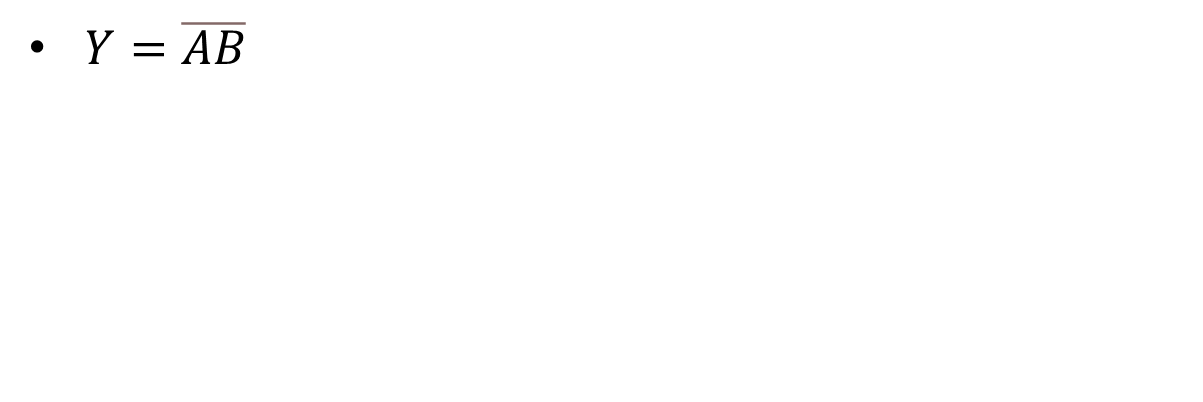 • Y = \overline{AB}